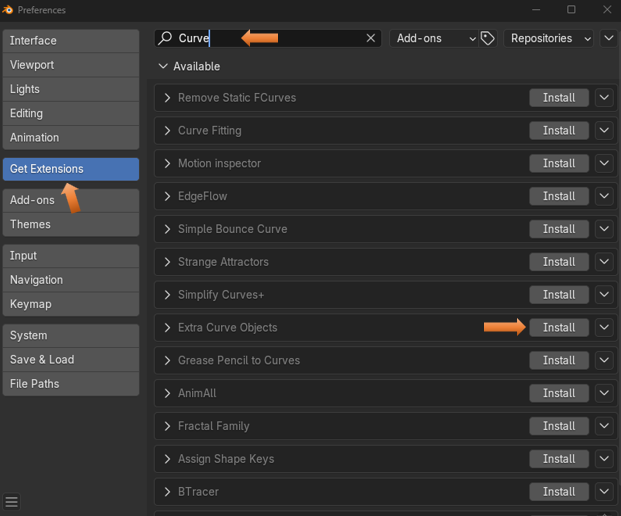 Preferences
Interface
Viewport
Lights
Editing
Animation
Get Extensions
Add-ons
Themes
Input
Navigation
Keymap
System
Save & Load
File Paths
Curve
Add-ons
Repositories
Available
Remove Static FCurves Install
Curve Fitting Install
Motion inspector Install
EdgeFlow Install
Simple Bounce Curve Install
Strange Attractors Install
Simplify Curves+ Install
Extra Curve Objects Install
Grease Pencil to Curves Install
AnimAll Install
Fractal Family Install
Assign Shape Keys Install
BTracer Install